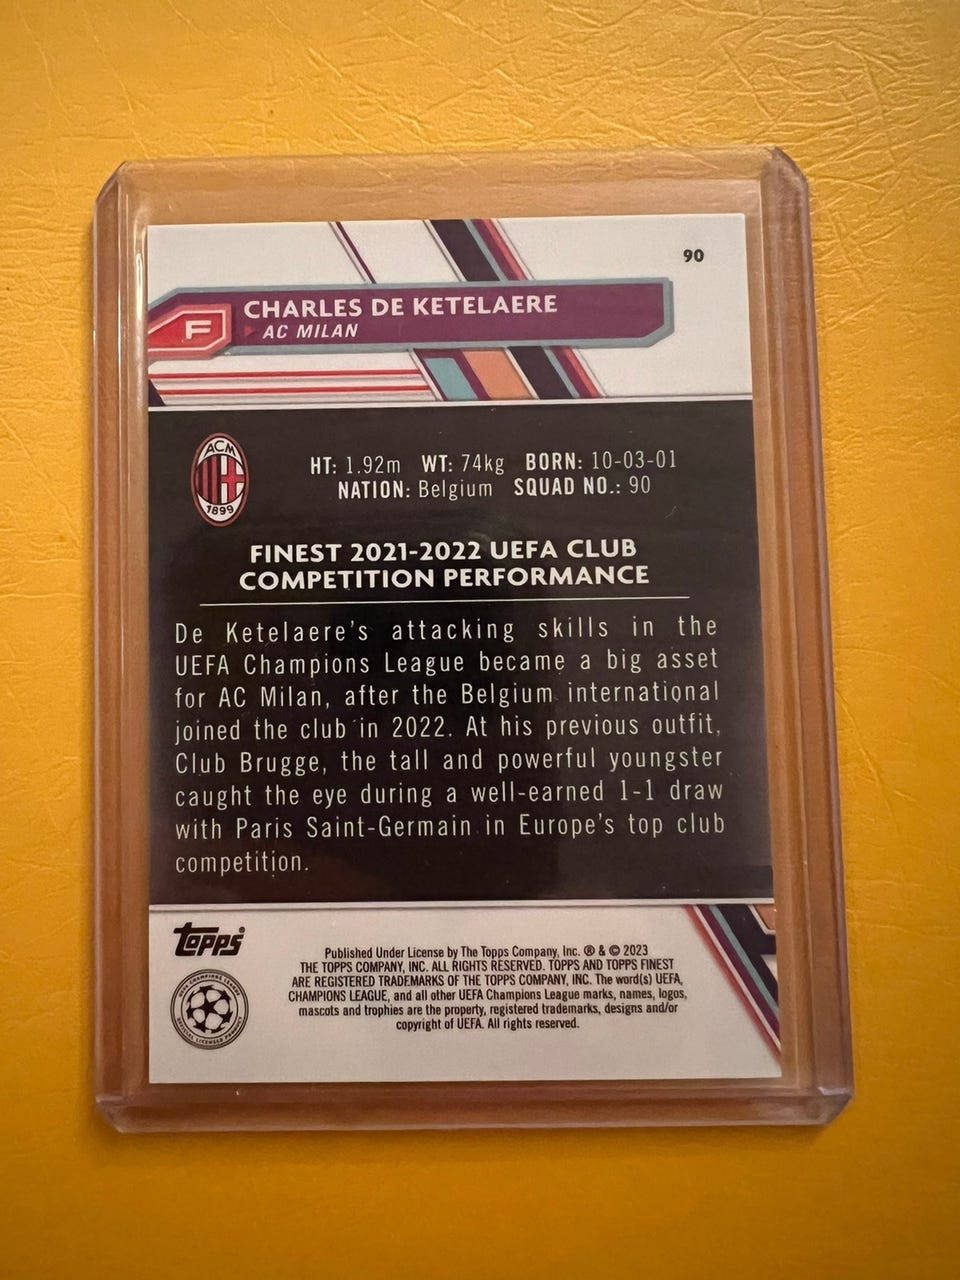 90
F
CHARLES DE KETELAERE
AC MILAN
ACM
1899
HT: 1.92m WT: 74kg BORN: 10-03-01
NATION: Belgium SQUAD NO.: 90
FINEST 2021-2022 UEFA CLUB
COMPETITION PERFORMANCE
De Ketelaere's attacking skills in the
UEFA Champions League became a big asset
for AC Milan, after the Belgium international
joined the club in 2022. At his previous outfit,
Club Brugge, the tall and powerful youngster
caught the eye during a well-earned 1-1 draw
with Paris Saint-Germain in Europe's top club
competition.
topps®
Published Under License by The Topps Company, Inc. ® & © 2023
THE TOPPS COMPANY, INC. ALL RIGHTS RESERVED. TOPPS AND TOPPS FINEST
ARE REGISTERED TRADEMARKS OF THE TOPPS COMPANY, INC. The word(s) UEFA,
CHAMPIONS LEAGUE, and all other UEFA Champions League marks, names, logos,
mascots and trophies are the property, registered trademarks, designs and/or
copyright of UEFA. All rights reserved.
UEFA CHAMPIONS LEAGUE
OFFICIAL LICENSED PRODUCT